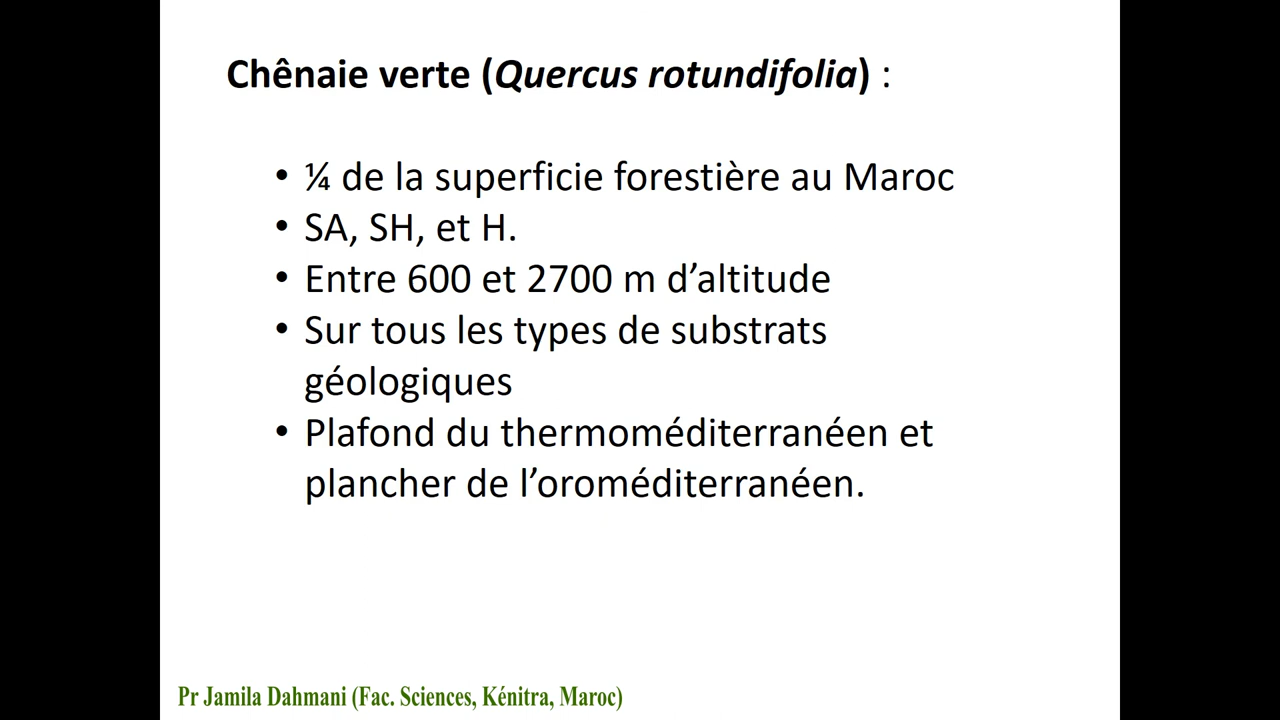 Chênaie verte (Quercus rotundifolia) :
• ¼ de la superficie forestière au Maroc
• SA, SH, et H.
• Entre 600 et 2700 m d’altitude
• Sur tous les types de substrats
géologiques
• Plafond du thermoméditerranéen et
plancher de l’oroméditerranéen.
Pr Jamila Dahmani (Fac. Sciences, Kénitra, Maroc)